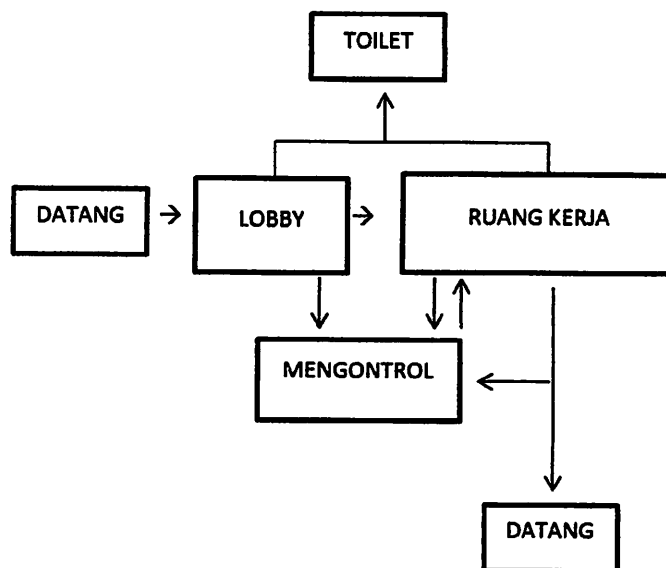 TOILET
DATANG
LOBBY
RUANG KERJA
MENGONTROL
DATANG